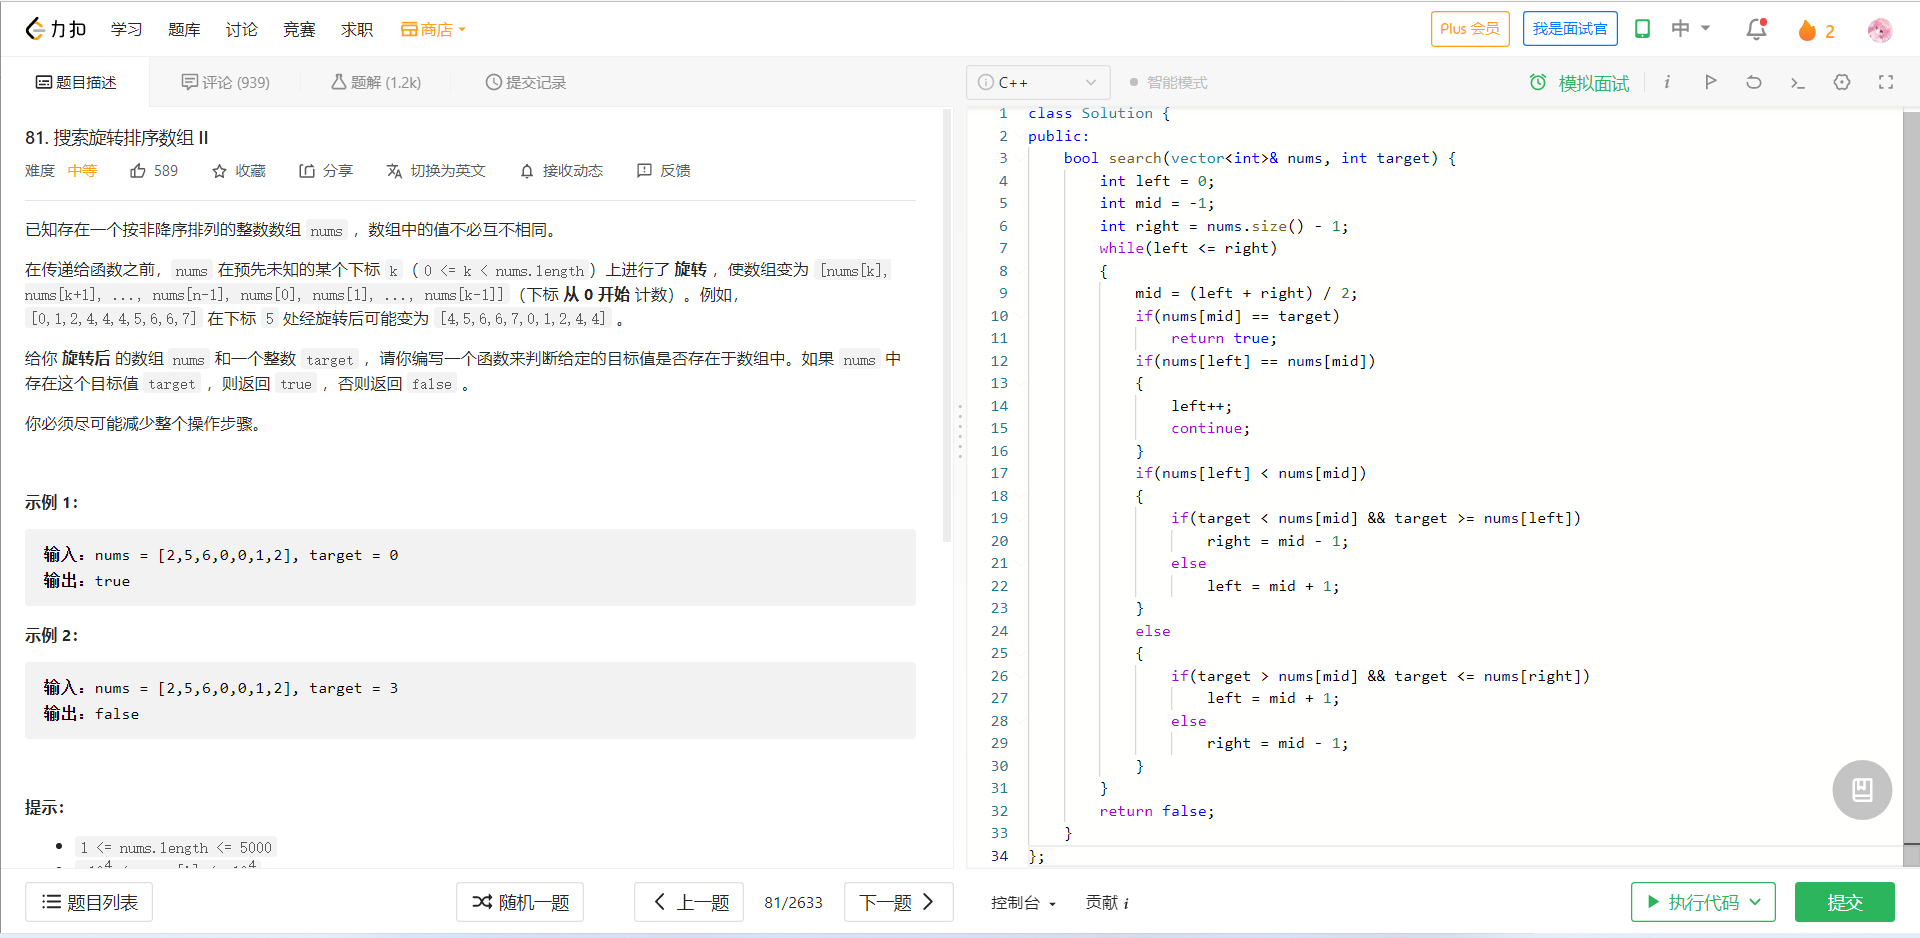 力扣 学习 题库 讨论 竞赛 求职 商店 Plus 会员 我是面试官 中 2
题目描述 评论 (939) 题解 (1.2k) 提交记录
81. 搜索旋转排序数组 II
难度 中等 589 收藏 分享 切换为英文 接收动态 反馈
已知存在一个按非降序排列的整数数组 nums ，数组中的值不必互不相同。
在传递给函数之前，nums 在预先未知的某个下标 k（0 <= k < nums.length）上进行了 旋转，使数组变为 [nums[k],
nums[k+1], ..., nums[n-1], nums[0], nums[1], ..., nums[k-1]]（下标 从 0 开始 计数）。例如，
[0,1,2,4,4,4,5,6,6,7] 在下标 5 处经旋转后可能变为 [4,5,6,6,7,0,1,2,4,4] 。
给你 旋转后 的数组 nums 和一个整数 target ，请你编写一个函数来判断给定的目标值是否存在于数组中。如果 nums 中
存在这个目标值 target ，则返回 true ，否则返回 false 。
你必须尽可能减少整个操作步骤。
示例 1：
输入：nums = [2,5,6,0,0,1,2], target = 0
输出：true
示例 2：
输入：nums = [2,5,6,0,0,1,2], target = 3
输出：false
提示：
1 <= nums.length <= 5000
题目列表 随机一题 上一题 81/2633 下一题
C++ 智能模式 模拟面试
1 class Solution {
2 public:
3 bool search(vector<int>& nums, int target) {
4 int left = 0;
5 int mid = -1;
6 int right = nums.size() - 1;
7 while(left <= right)
8 {
9 mid = (left + right) / 2;
10 if(nums[mid] == target)
11 return true;
12 if(nums[left] == nums[mid])
13 {
14 left++;
15 continue;
16 }
17 if(nums[left] < nums[mid])
18 {
19 if(target < nums[mid] && target >= nums[left])
20 right = mid - 1;
21 else
22 left = mid + 1;
23 }
24 else
25 {
26 if(target > nums[mid] && target <= nums[right])
27 left = mid + 1;
28 else
29 right = mid - 1;
30 }
31 }
32 return false;
33 }
34 };
控制台 贡献 i 执行代码 提交